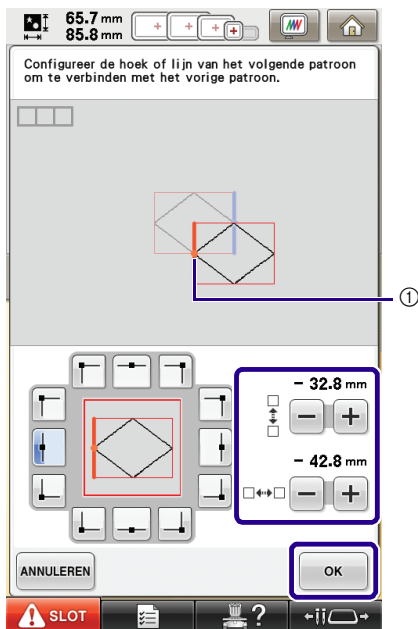 65.7 mm
85.8 mm
Configureer de hoek of lijn van het volgende patroon
om te verbinden met het vorige patroon.
①
- 32.8 mm
- 42.8 mm
ANNULEREN
OK
SLOT
?